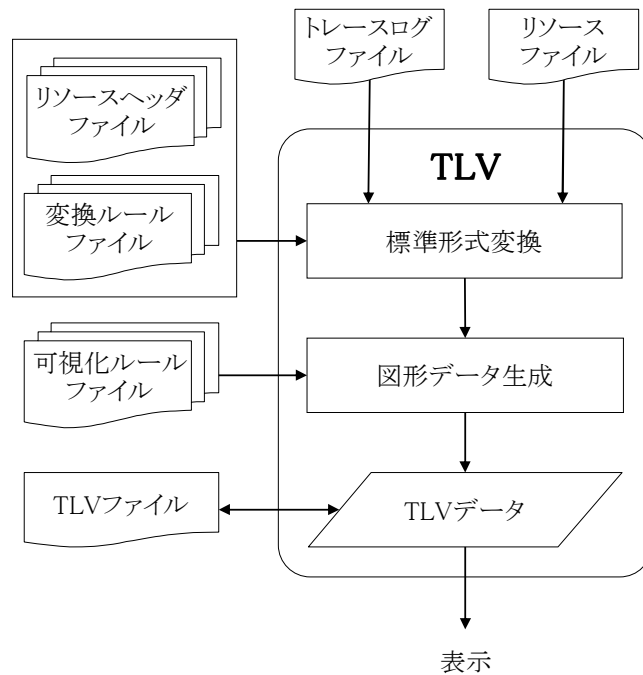 トレースログ
ファイル
リソース
ファイル
リソースヘッダ
ファイル
TLV
変換ルール
ファイル
標準形式変換
可視化ルール
ファイル
図形データ生成
TLVファイル
TLVデータ
表示